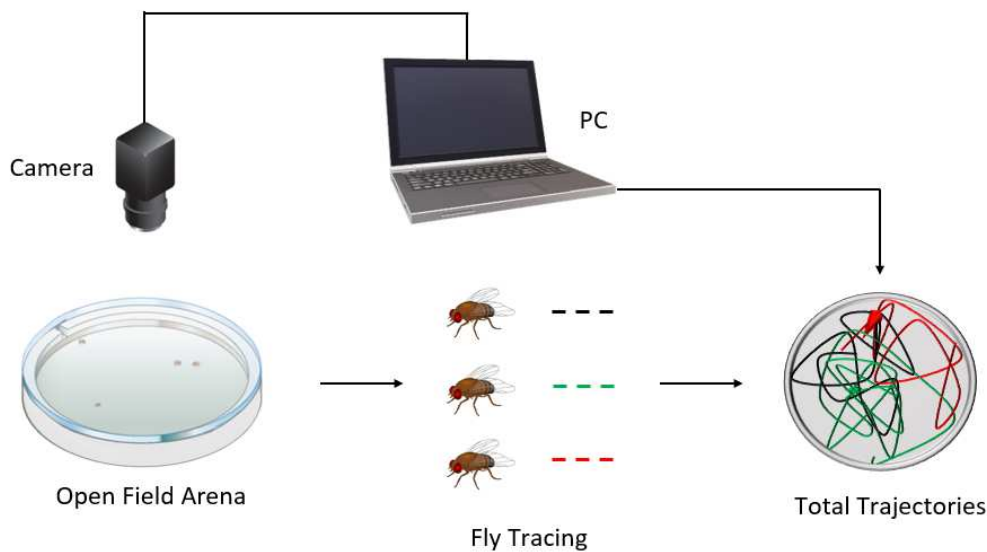 PC
Camera
Open Field Arena
Total Trajectories
Fly Tracing